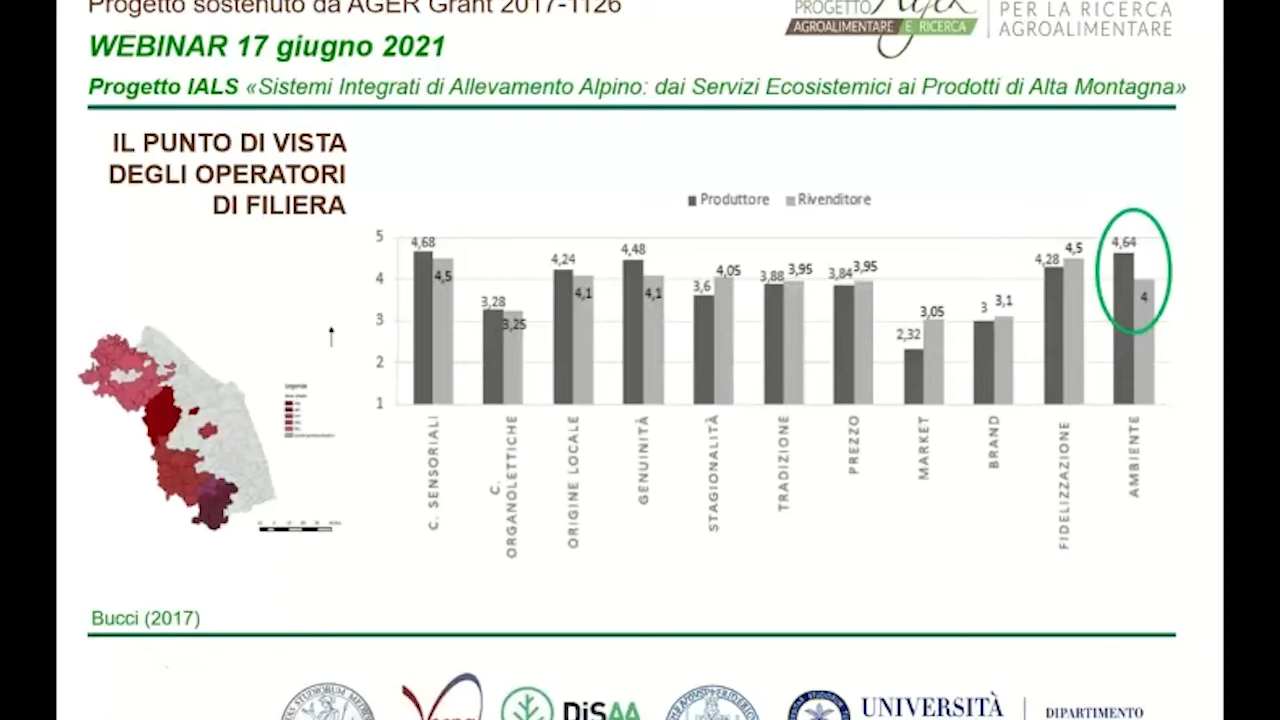 Progetto sostenuto da AGER Grant 2017-1126
WEBINAR 17 giugno 2021
Progetto IALS «Sistemi Integrati di Allevamento Alpino: dai Servizi Ecosistemici ai Prodotti di Alta Montagna»
PROGETTO Ager
AGROALIMENTARE E RICERCA
PER LA RICERCA
AGROALIMENTARE
IL PUNTO DI VISTA
DEGLI OPERATORI
DI FILIERA
Produttore Rivenditore
5
4
3
2
1
4,68 4,5
3,28 3,25
4,24 4,1
4,48 4,1
3,6 4,05
3,88 3,95
3,84 3,95
2,32 3,05
3 3,1
4,28 4,5
4,64 4
C. SENSORIALI
C.
ORGANOLETTICHE
ORIGINE LOCALE
GENUINITÀ
STAGIONALITÀ
TRADIZIONE
PREZZO
MARKET
BRAND
FIDELIZZAZIONE
AMBIENTE
Bucci (2017)
DiSAA
UNIVERSITÀ
DIPARTIMENTO